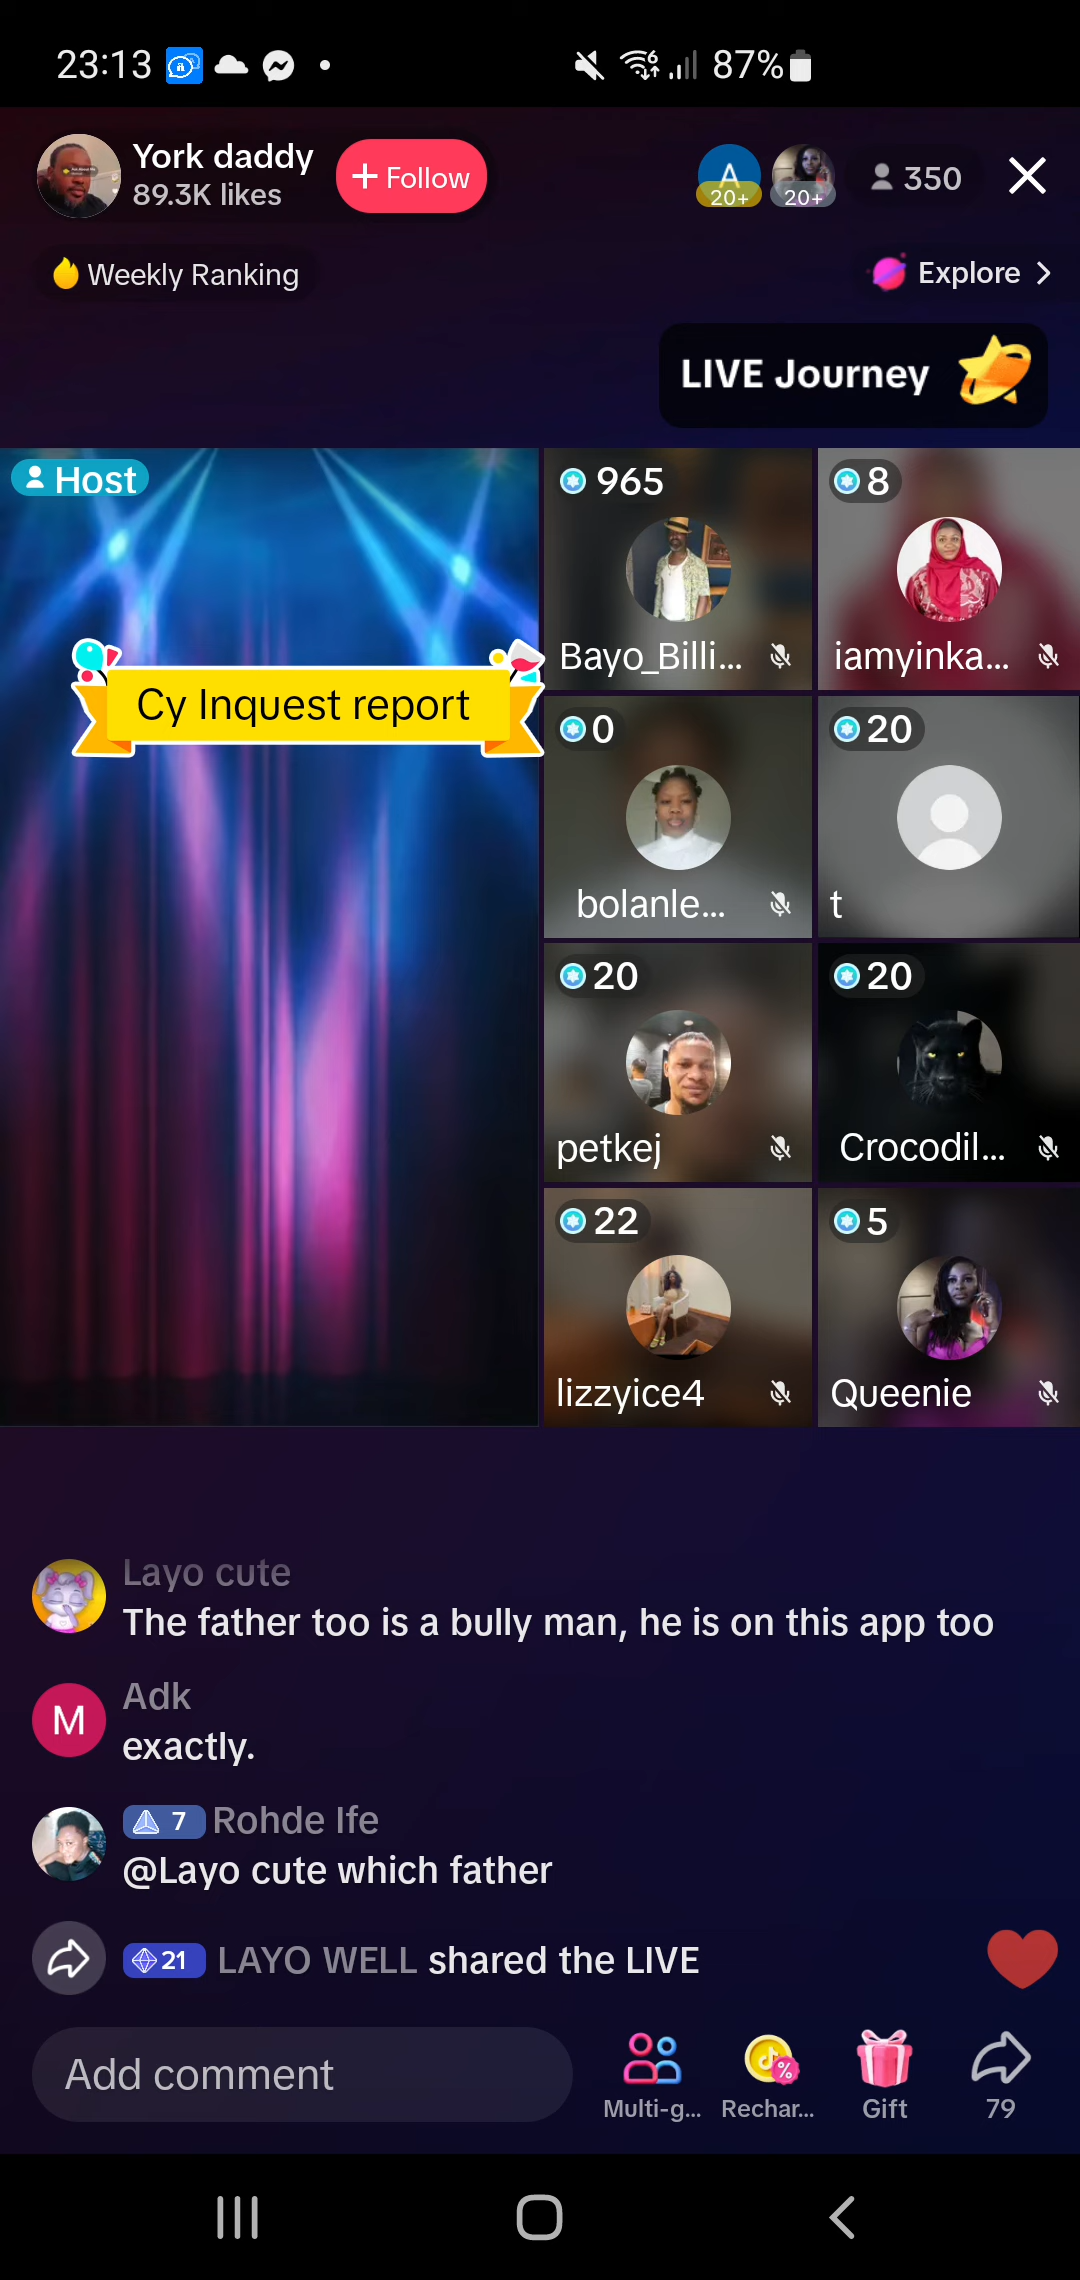 23:13
87%
York daddy
89.3K likes
+ Follow
A
20+
20+
350
Weekly Ranking
Explore
LIVE Journey
Host
965
8
Cy Inquest report
Bayo_Billi...
iamyinka...
0
20
bolanle...
t
20
20
petkej
Crocodil...
22
5
lizzyice4
Queenie
Layo cute
The father too is a bully man, he is on this app too
M
Adk
exactly.
7 Rohde Ife
@Layo cute which father
21 LAYO WELL shared the LIVE
Add comment
Multi-g...
Rechar...
Gift
79